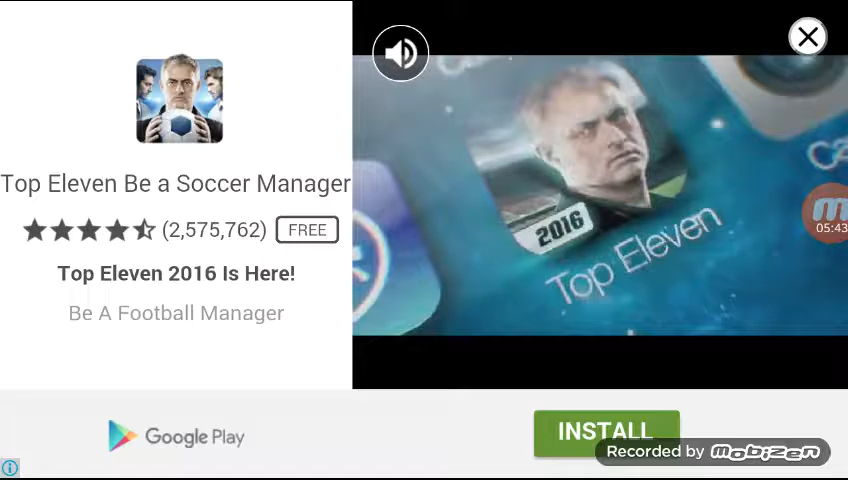 Top Eleven Be a Soccer Manager
(2,575,762) FREE
Top Eleven 2016 Is Here!
Be A Football Manager
Google Play
2016
Top Eleven
05:43
INSTALL
Recorded by mobizen